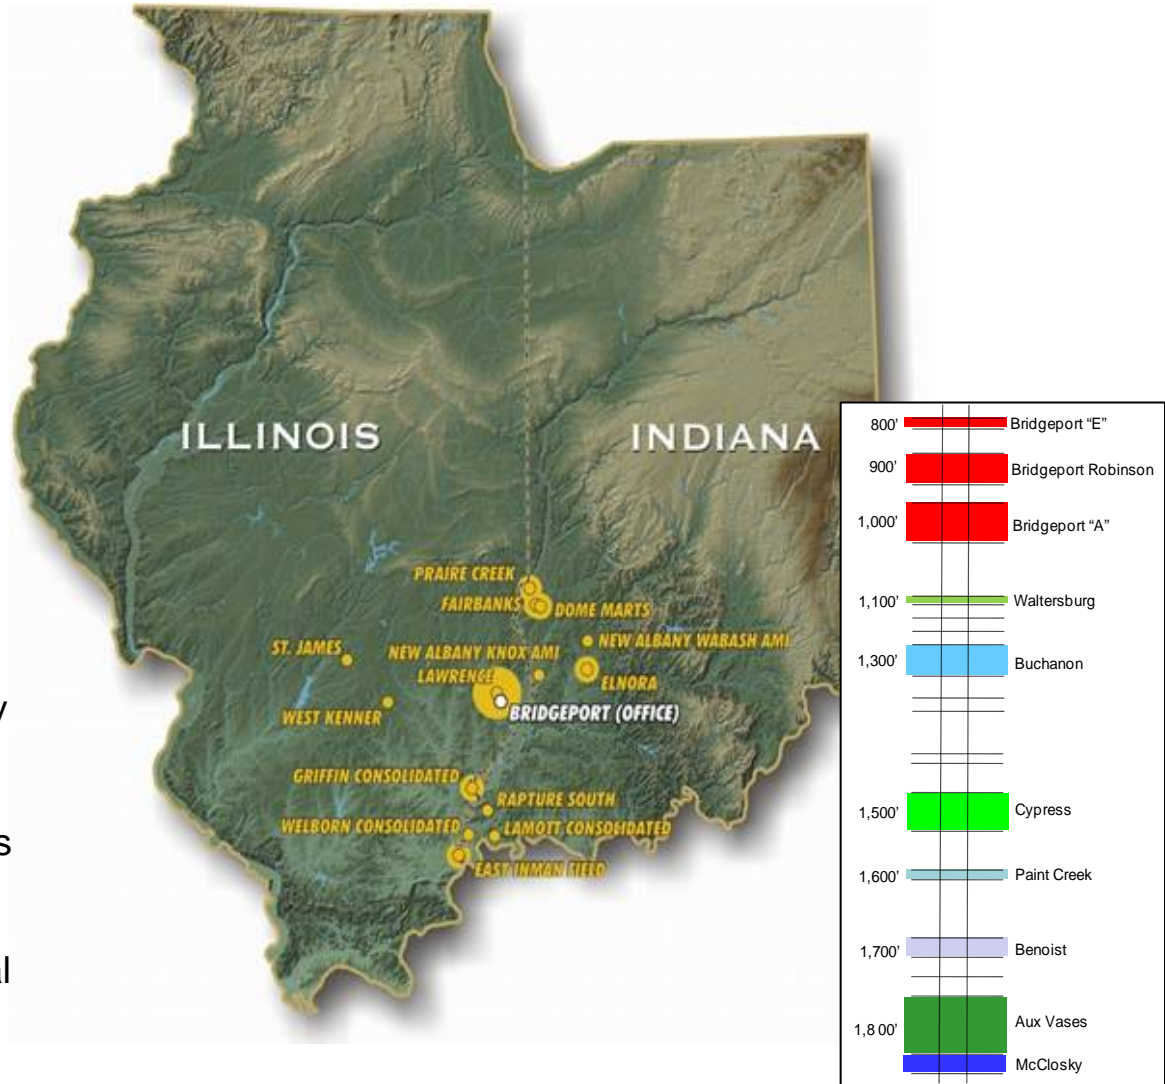 ILLINOIS
INDIANA
PRAIRE CREEK
FAIRBANKS
DOME MARTS
NEW ALBANY WABASH AMI
ST. JAMES
NEW ALBANY KNOX AMI
LAWRENCE
ELNORA
WEST KENNER
BRIDGEPORT (OFFICE)
GRIFFIN CONSOLIDATED
RAPTURE SOUTH
WELBORN CONSOLIDATED
LAMOTT CONSOLIDATED
EAST INMAN FIELD
y
s
al
800' Bridgeport “E”
900' Bridgeport Robinson
1,000' Bridgeport “A”
1,100' Waltersburg
1,300' Buchanon
1,500' Cypress
1,600' Paint Creek
1,700' Benoist
1,8 00' Aux Vases
McClosky